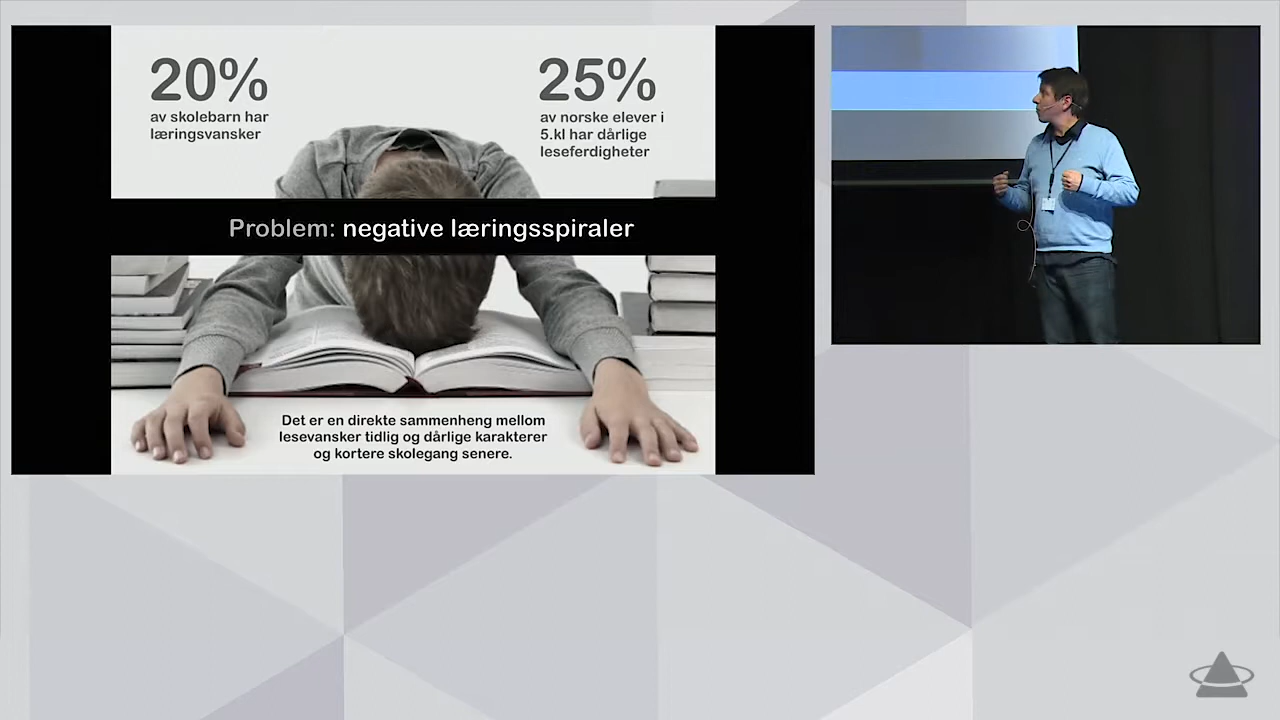 20%
av skolebarn har
læringsvansker
25%
av norske elever i
5.kl har dårlige
leseferdigheter
Problem: negative læringsspiraler
Det er en direkte sammenheng mellom
lesevansker tidlig og dårlige karakterer
og kortere skolegang senere.